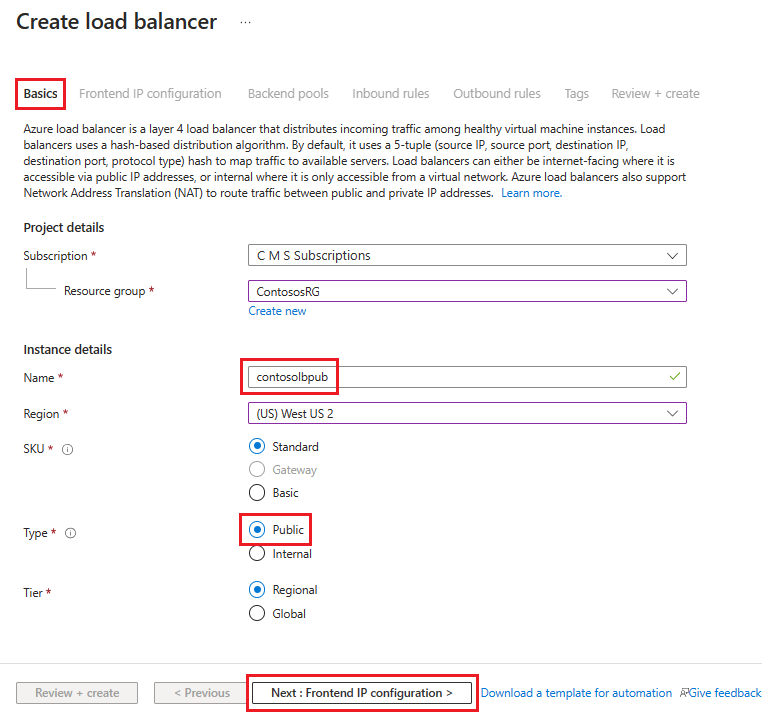 Create load balancer ...
Basics Frontend IP configuration Backend pools Inbound rules Outbound rules Tags Review + create
Azure load balancer is a layer 4 load balancer that distributes incoming traffic among healthy virtual machine instances. Load
balancers uses a hash-based distribution algorithm. By default, it uses a 5-tuple (source IP, source port, destination IP,
destination port, protocol type) hash to map traffic to available servers. Load balancers can either be internet-facing where it is
accessible via public IP addresses, or internal where it is only accessible from a virtual network. Azure load balancers also support
Network Address Translation (NAT) to route traffic between public and private IP addresses. Learn more.
Project details
Subscription * C M S Subscriptions
Resource group * ContososRG
Create new
Instance details
Name * contosolbpub
Region * (US) West US 2
SKU * Standard
Gateway
Basic
Type * Public
Internal
Tier * Regional
Global
Review + create < Previous Next : Frontend IP configuration > Download a template for automation Give feedback